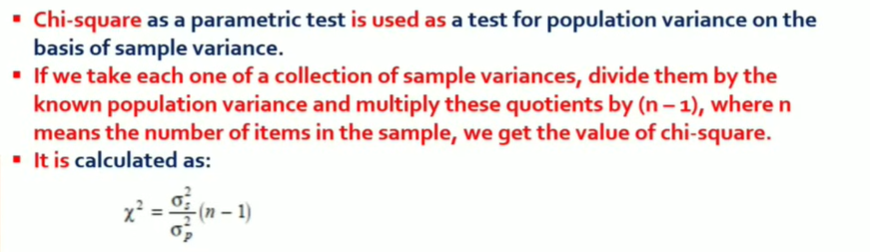 ▪ Chi-square as a parametric test is used as a test for population variance on the
basis of sample variance.
▪ If we take each one of a collection of sample variances, divide them by the
known population variance and multiply these quotients by (n – 1), where n
means the number of items in the sample, we get the value of chi-square.
▪ It is calculated as:
χ² = σₛ² / σₚ² (n – 1)